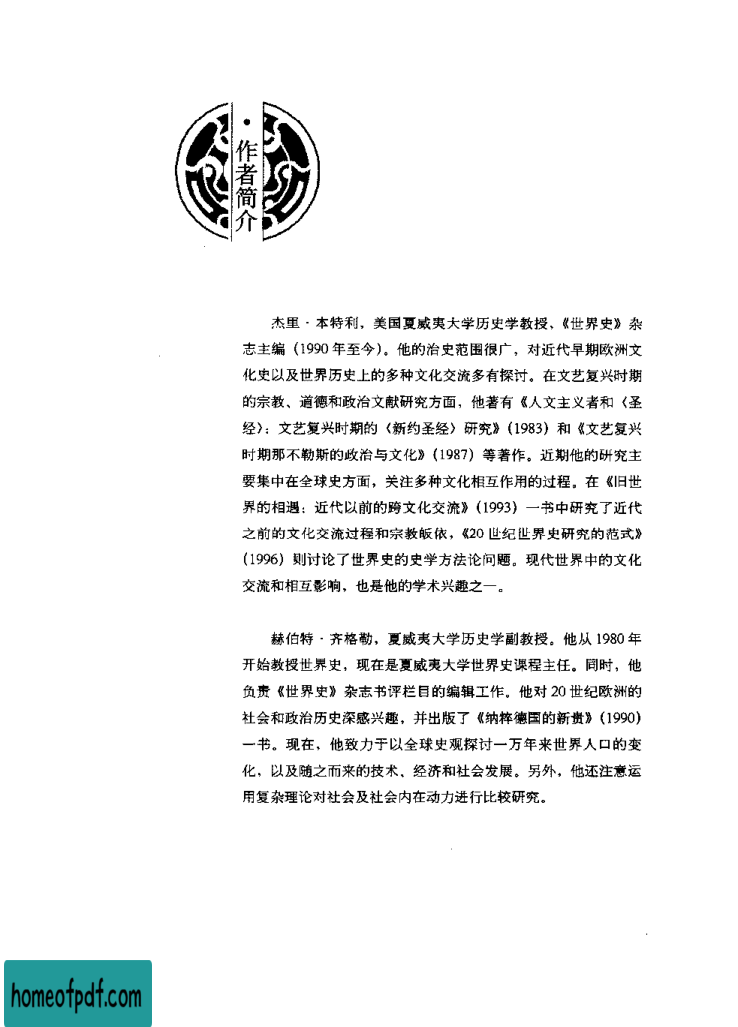 ·作者简介
杰里·本特利，美国夏威夷大学历史学教授、《世界史》杂
志主编（1990年至今）。他的治史范围很广，对近代早期欧洲文
化史以及世界历史上的多种文化交流多有探讨。在文艺复兴时期
的宗教、道德和政治文献研究方面，他著有《人文主义者和〈圣
经〉：文艺复兴时期的〈新约圣经〉研究》（1983）和《文艺复兴
时期那不勒斯的政治与文化》（1987）等著作。近期他的研究主
要集中在全球史方面，关注多种文化相互作用的过程。在《旧世
界的相遇：近代以前的跨文化交流》（1993）一书中研究了近代
之前的文化交流过程和宗教皈依，《20世纪世界史研究的范式》
（1996）则讨论了世界史的史学方法论问题。现代世界中的文化
交流和相互影响，也是他的学术兴趣之一。
赫伯特·齐格勒，夏威夷大学历史学副教授。他从1980年
开始教授世界史，现在是夏威夷大学世界史课程主任。同时，他
负责《世界史》杂志书评栏目的编辑工作。他对20世纪欧洲的
社会和政治历史深感兴趣，并出版了《纳粹德国的新贵》（1990）
一书。现在，他致力于以全球史观探讨一万年来世界人口的变
化，以及随之而来的技术、经济和社会发展。另外，他还注意运
用复杂理论对社会及社会内在动力进行比较研究。
homeofpdf.com